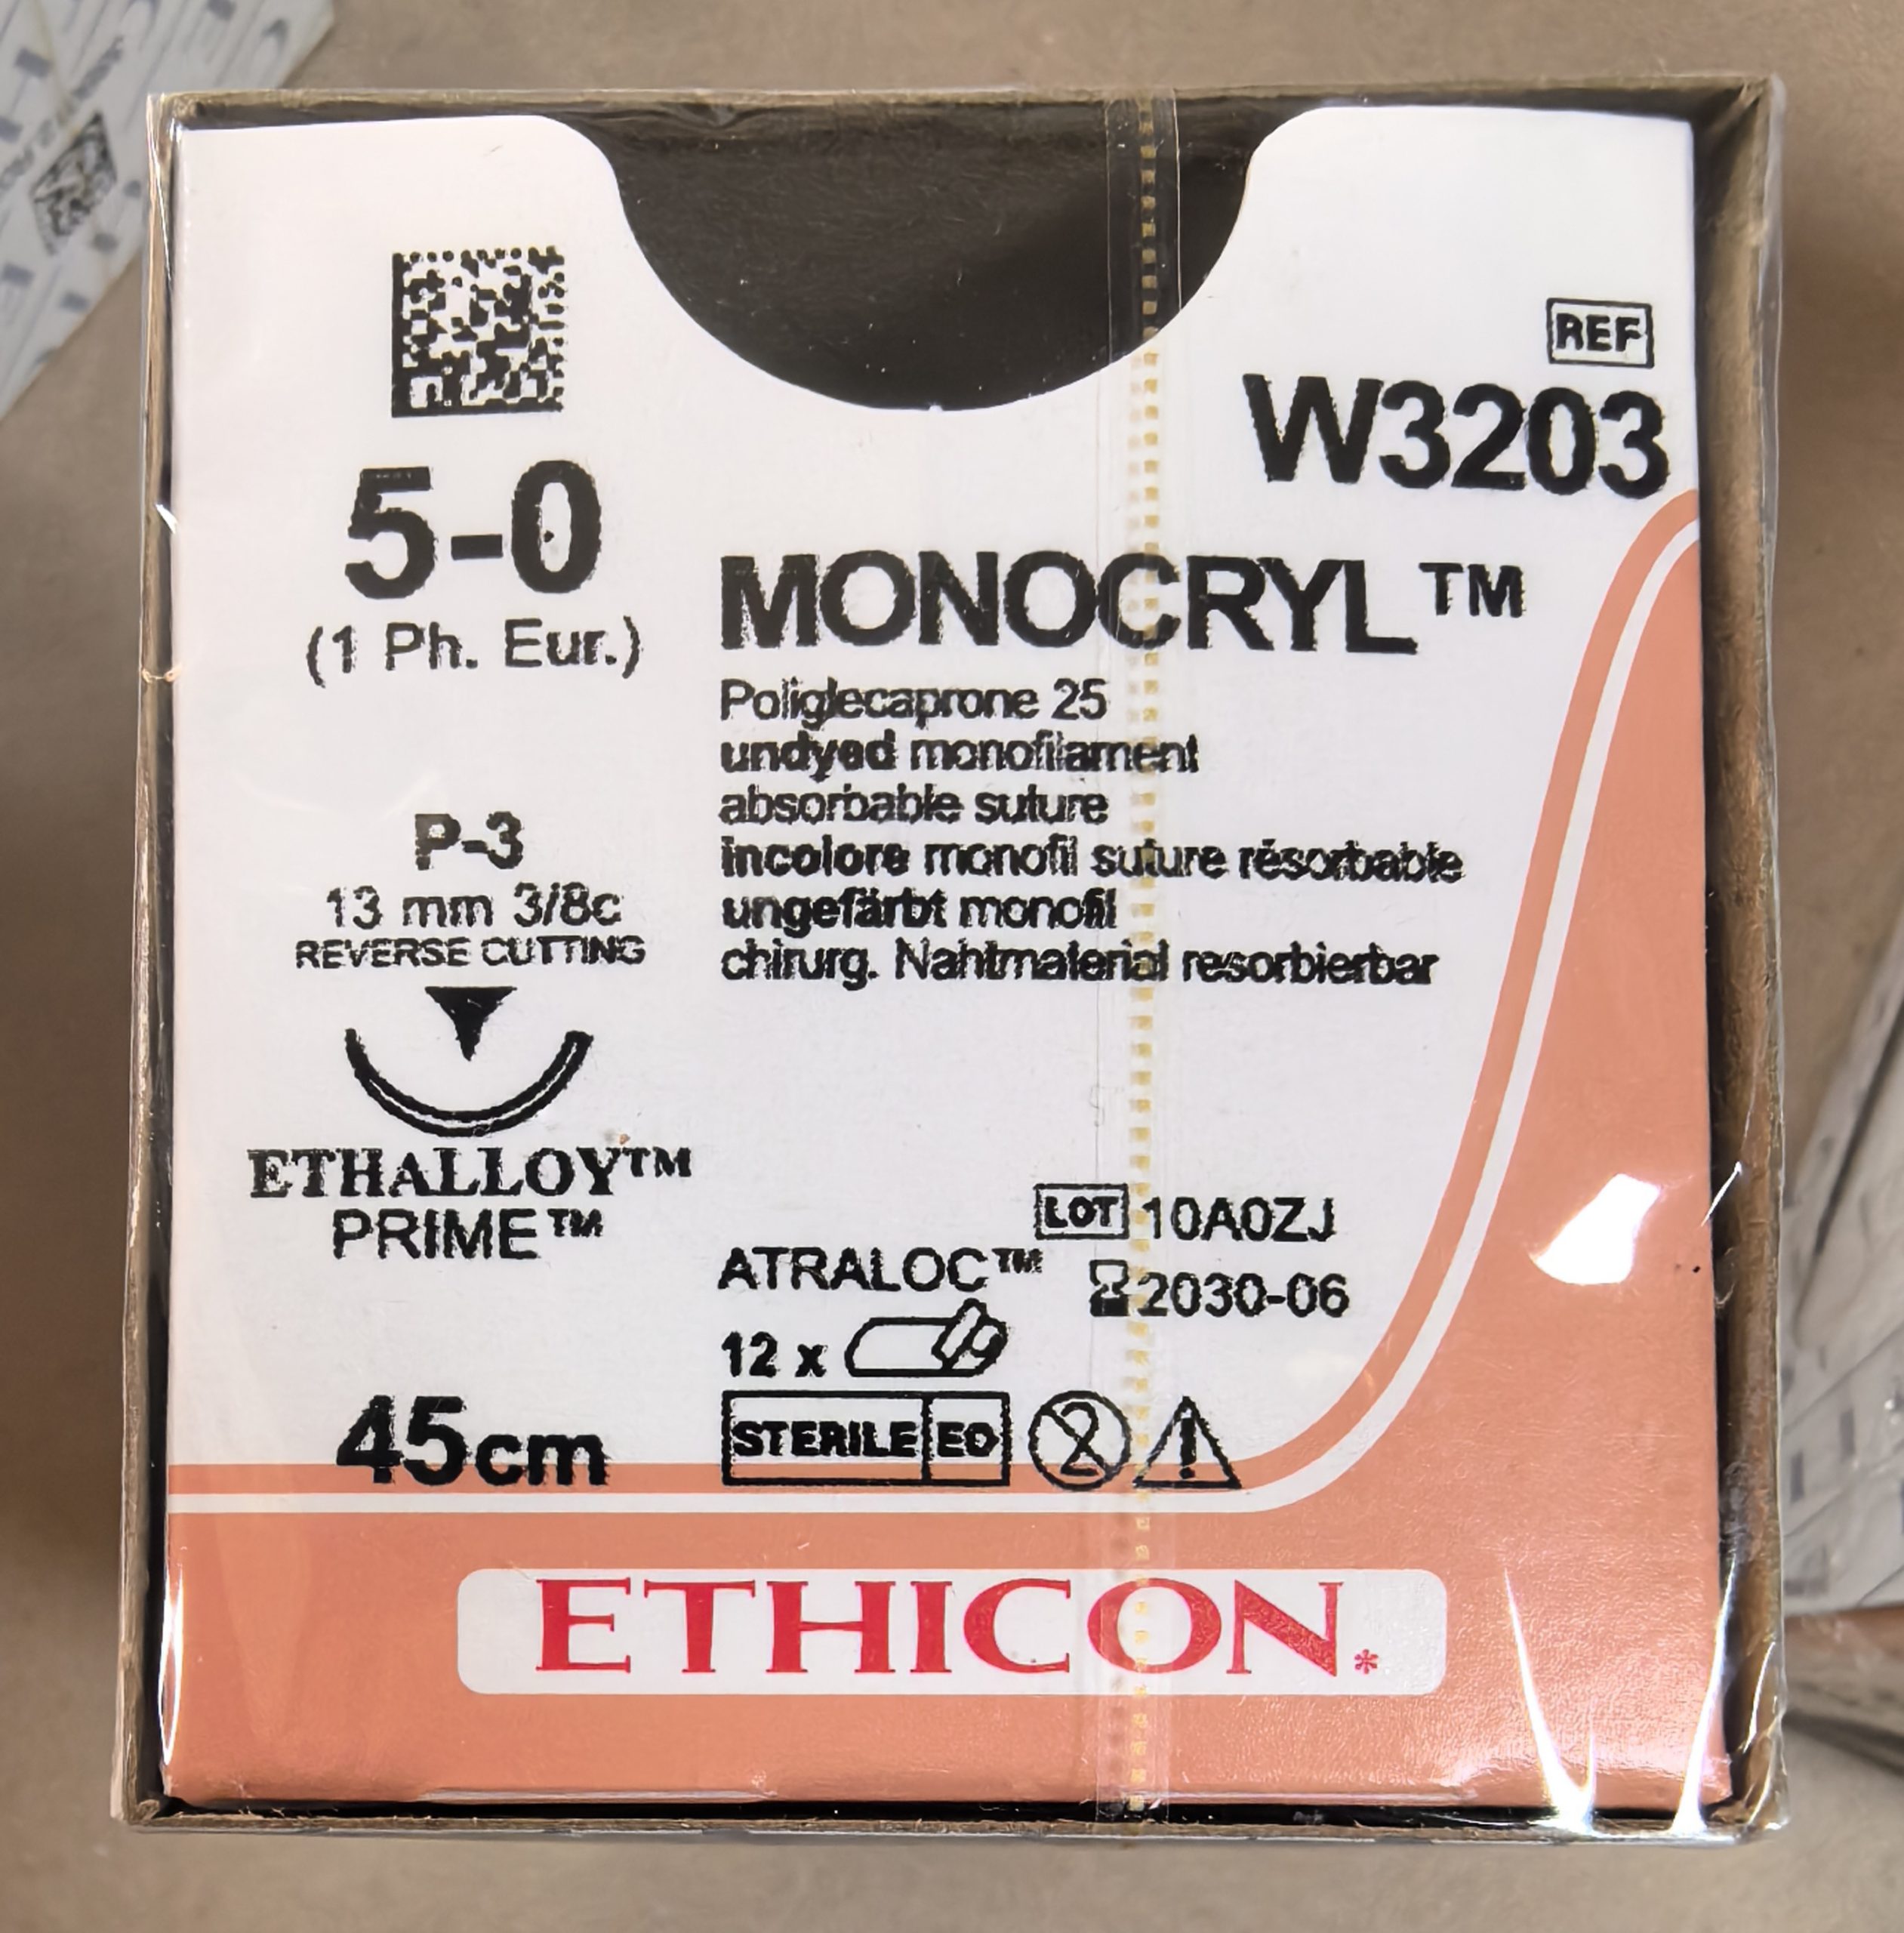 REF
W3203
5-0
(1 Ph. Eur.)
MONOCRYL™
Poliglecaprone 25
undyed monofilament
absorbable suture
incolore monofil suture résorbable
ungefärbt monofil
chirurg. Nahtmaterial resorbierbar
P-3
13 mm 3/8c
REVERSE CUTTING
ETHALLOY™
PRIME™
LOT 10A0ZJ
ATRALOC™
2030-06
12 x
45cm
STERILE EO
2
!
ETHICON.*